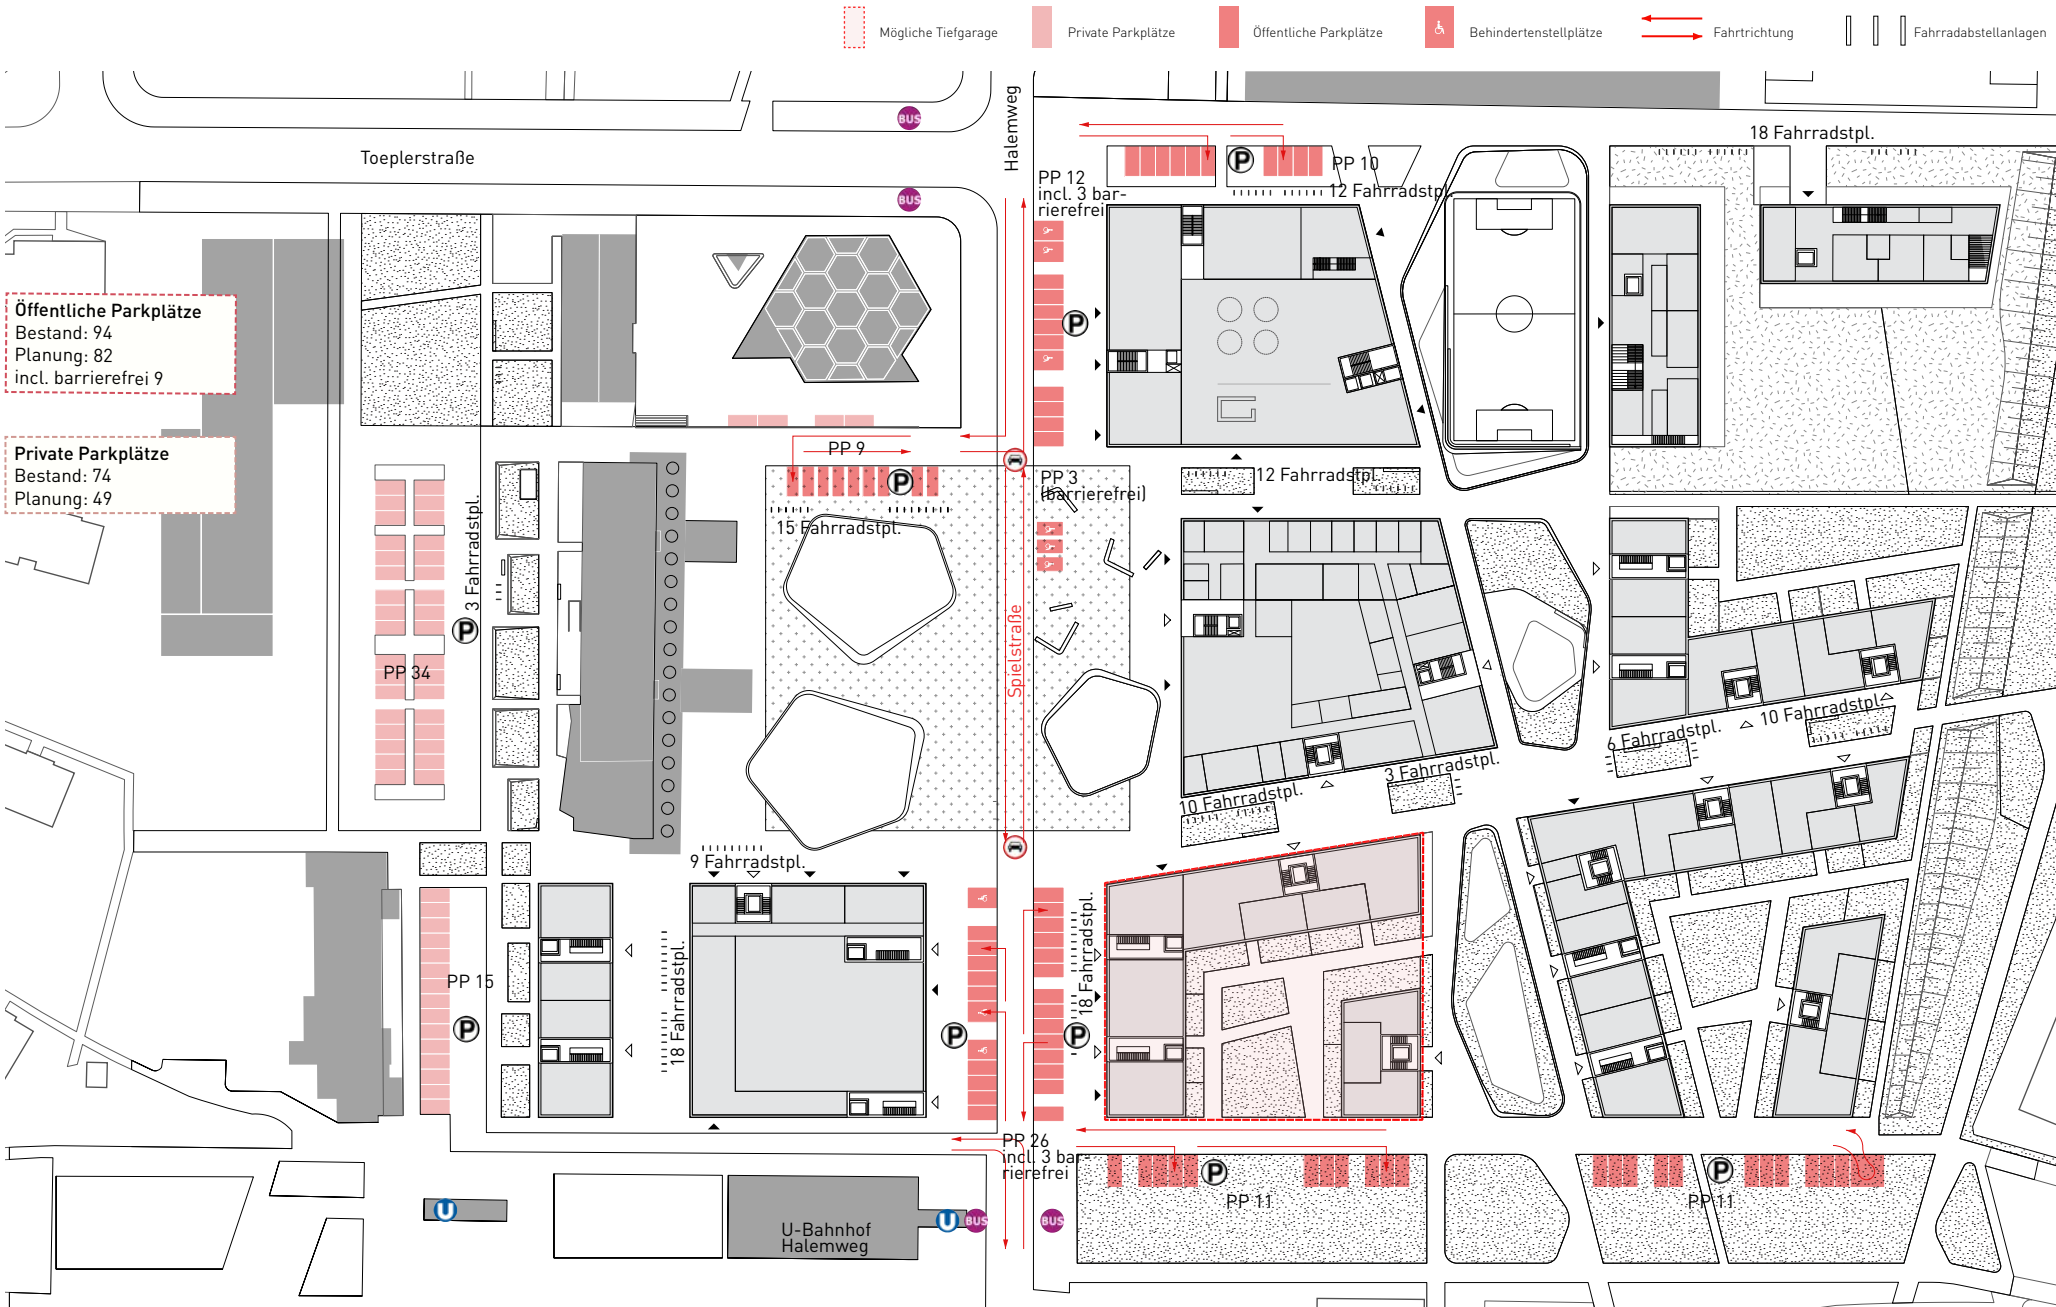 Mögliche Tiefgarage
Private Parkplätze
Öffentliche Parkplätze
Behindertenstellplätze
Fahrtrichtung
Fahrradabstellanlagen
BUS
Toeplerstraße
BUS
Halemweg
PP 12
incl. 3 bar-
rierefrei
P
PP 10
12 Fahrradstpl.
18 Fahrradstpl.
P
Öffentliche Parkplätze
Bestand: 94
Planung: 82
incl. barrierefrei 9
Private Parkplätze
Bestand: 74
Planung: 49
PP 9
P
15 Fahrradstpl.
PP 3
(barrierefrei)
12 Fahrradstpl.
3 Fahrradstpl.
P
PP 34
Spielstraße
10 Fahrradstpl.
3 Fahrradstpl.
6 Fahrradstpl.
10 Fahrradstpl.
9 Fahrradstpl.
18 Fahrradstpl.
18 Fahrradstpl.
PP 15
P
P
P
PP 26
incl. 3 bar-
rierefrei
P
PP 11
P
PP 11
U
U-Bahnhof
Halemweg
U
BUS
BUS